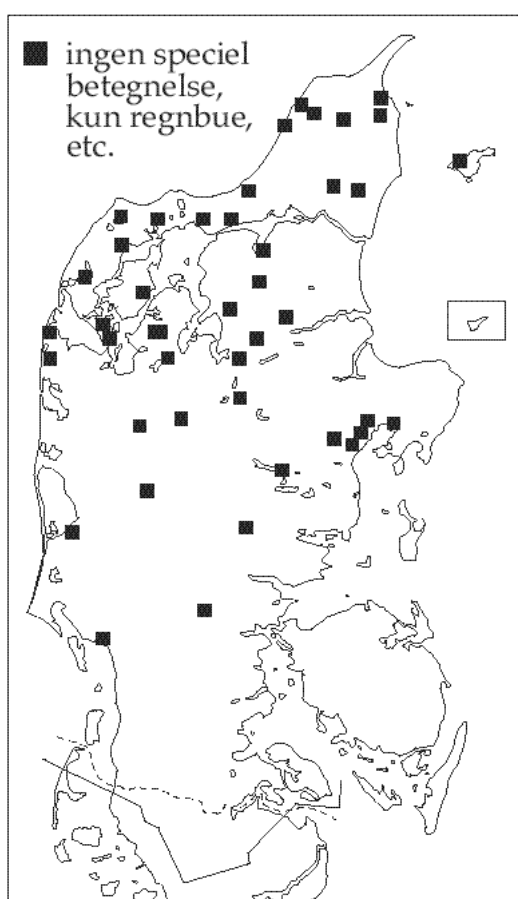 ingen speciel
betegnelse,
kun regnbue,
etc.